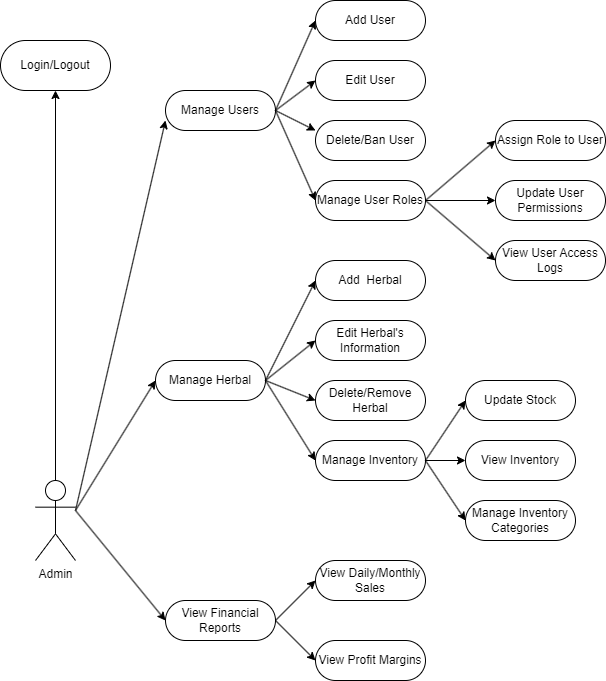 Add User
Login/Logout
Edit User
Manage Users
Delete/Ban User
Assign Role to User
Manage User Roles
Update User
Permissions
View User Access
Logs
Add Herbal
Edit Herbal's
Information
Manage Herbal
Delete/Remove
Herbal
Update Stock
Manage Inventory
View Inventory
Manage Inventory
Categories
Admin
View Daily/Monthly
Sales
View Financial
Reports
View Profit Margins